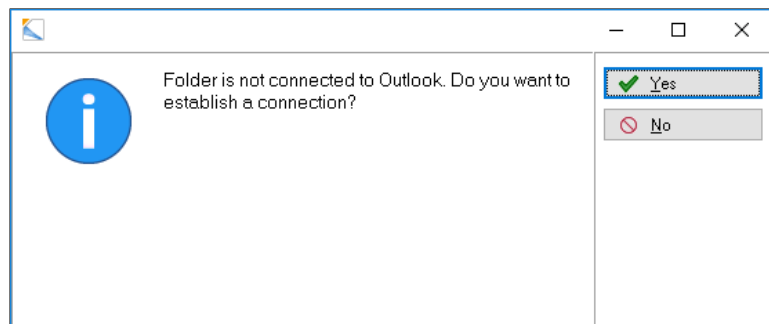 Folder is not connected to Outlook. Do you want to
establish a connection?
Yes
No